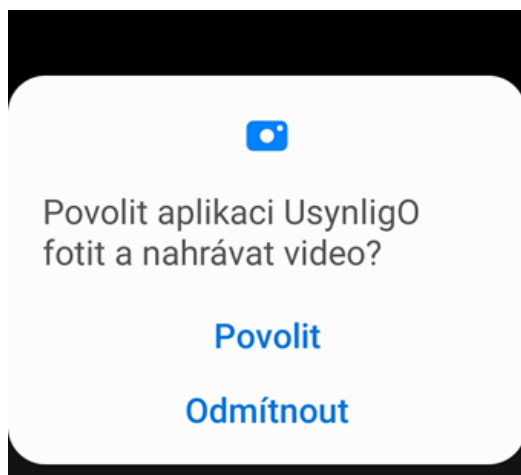 Povolit aplikaci UsynligO
fotit a nahrávat video?
Povolit
Odmítnout